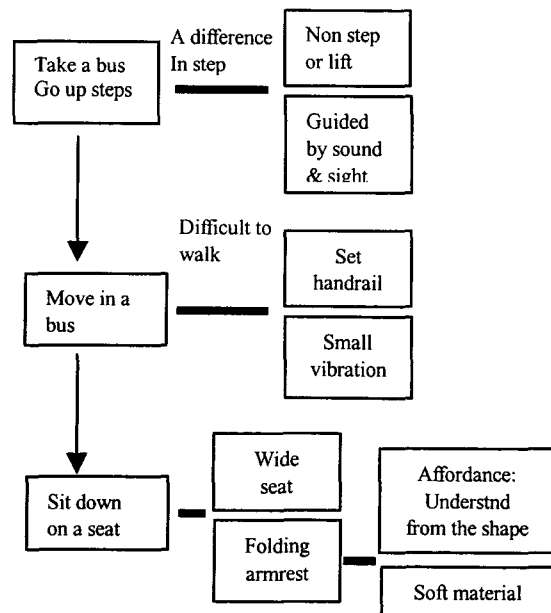 Take a bus
Go up steps
A difference
In step
Non step
or lift
Guided
by sound
& sight
Move in a
bus
Difficult to
walk
Set
handrail
Small
vibration
Sit down
on a seat
Wide
seat
Folding
armrest
Affordance:
Understnd
from the shape
Soft material